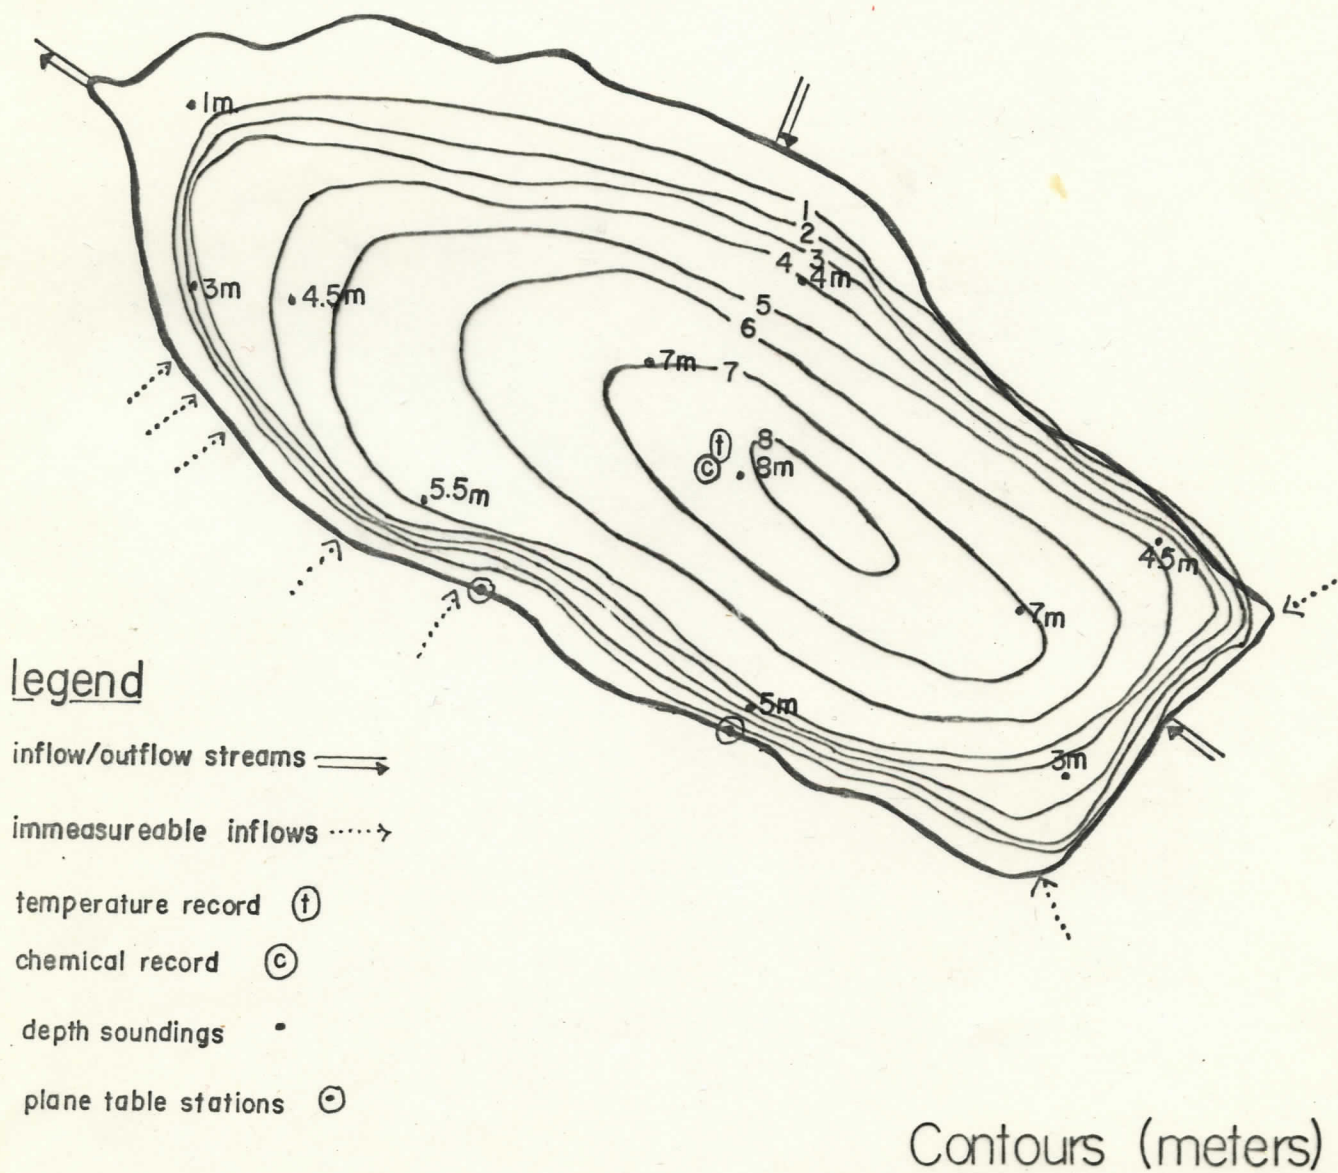 1m.
1
2
3
4
4m
3m
4.5m
5
6
7m
7
8
t
c
8m
5.5m
4.5m
7m
5m
3m
legend
inflow/outflow streams
immeasureable inflows
temperature record t
chemical record c
depth soundings
plane table stations
Contours (meters)